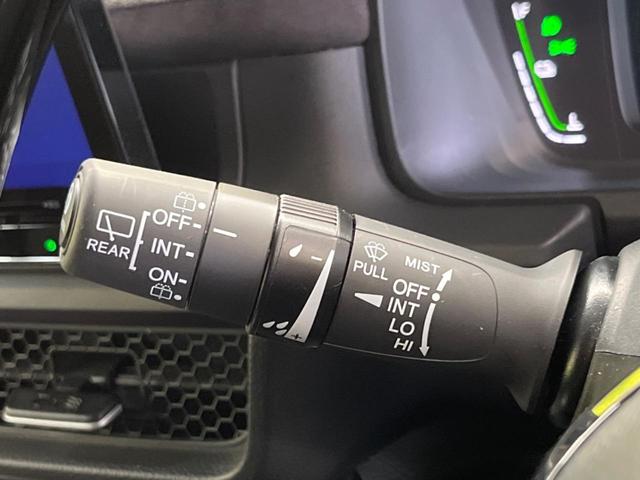 REAR
OFF
INT
ON
- 
+
PULL
MIST
OFF
INT
LO
HI